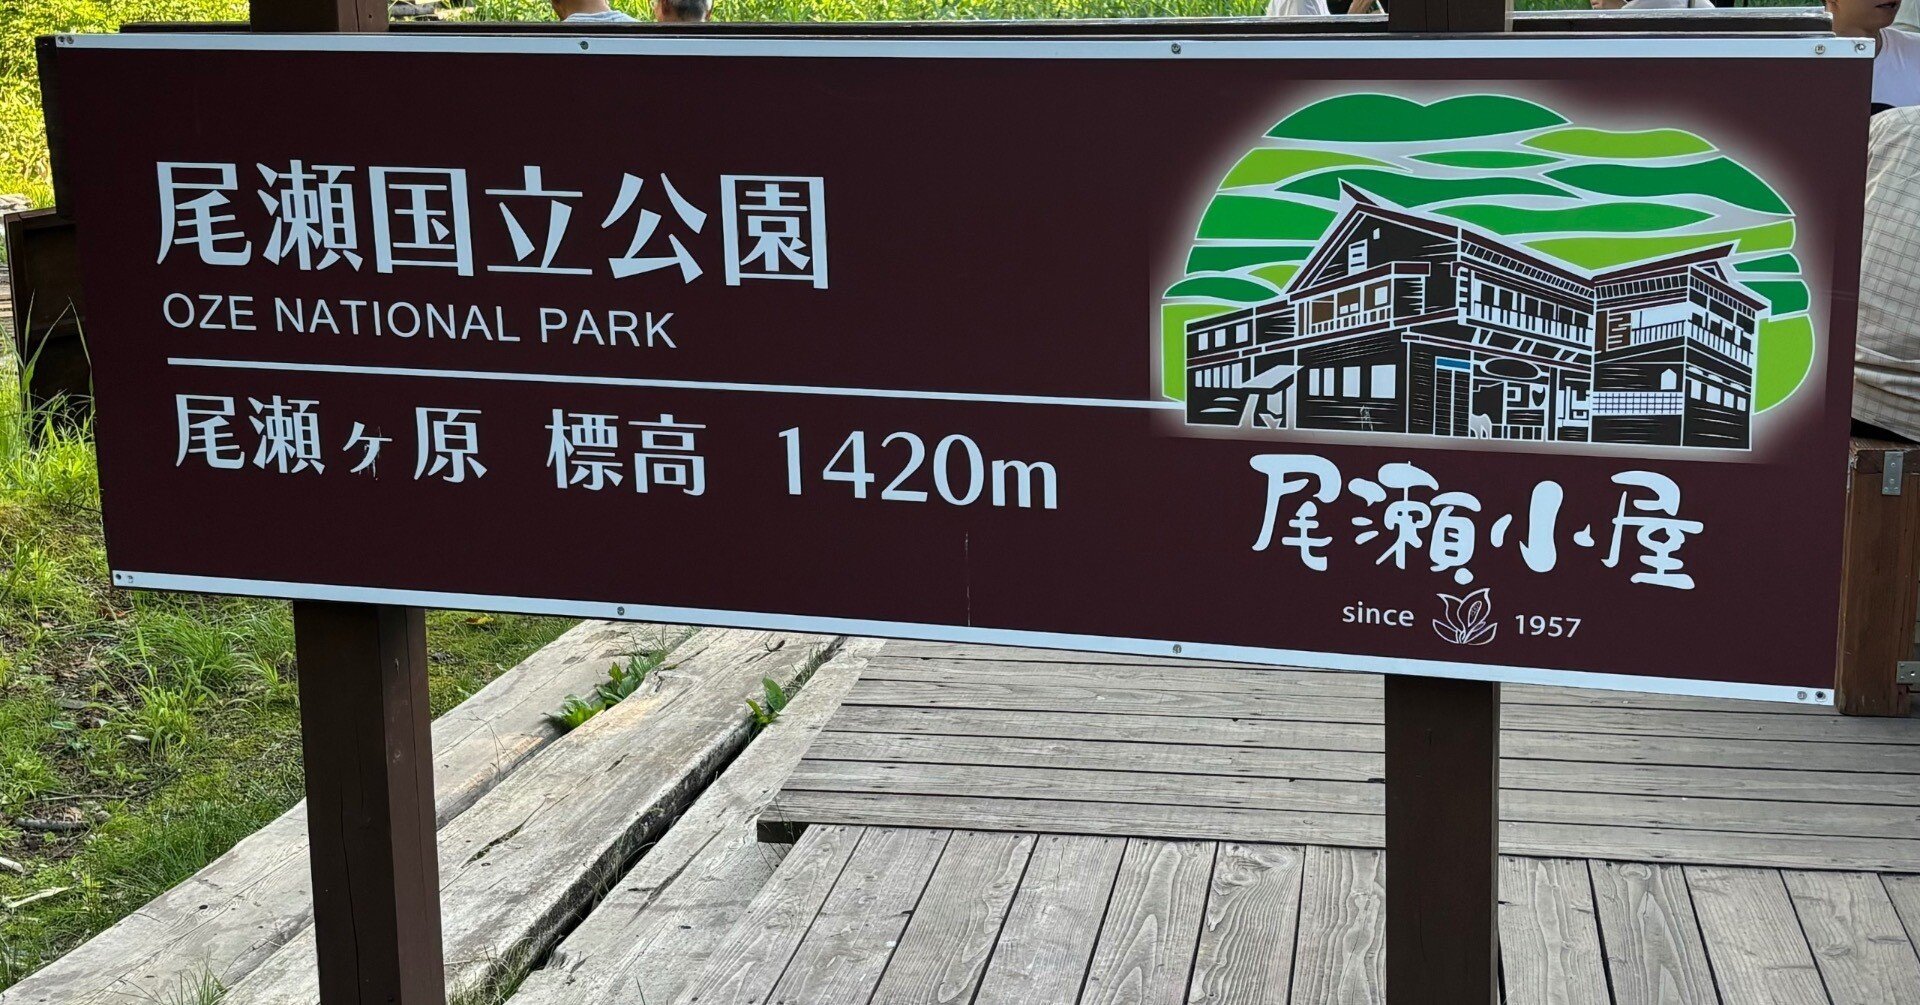 尾瀬国立公園
OZE NATIONAL PARK
尾瀬ヶ原 標高 1420m
尾瀬小屋
since 1957